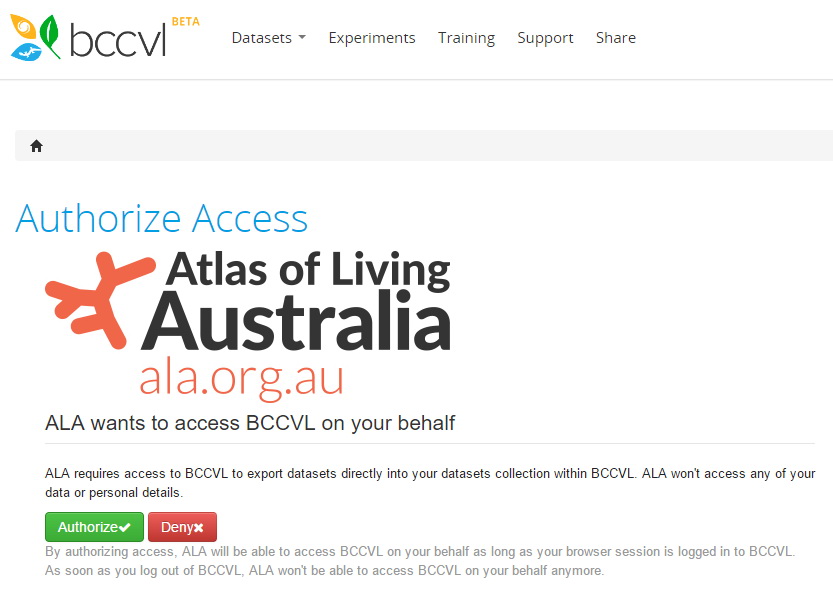 bccvl BETA
Datasets Experiments Training Support Share
Authorize Access
Atlas of Living
Australia
ala.org.au
ALA wants to access BCCVL on your behalf
ALA requires access to BCCVL to export datasets directly into your datasets collection within BCCVL. ALA won't access any of your
data or personal details.
Authorize Deny
By authorizing access, ALA will be able to access BCCVL on your behalf as long as your browser session is logged in to BCCVL.
As soon as you log out of BCCVL, ALA won't be able to access BCCVL on your behalf anymore.